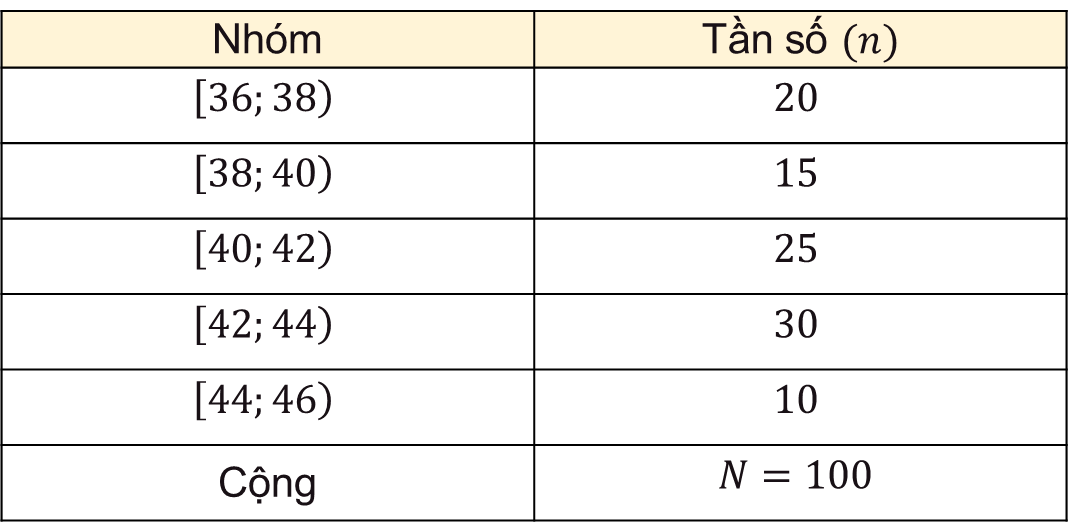 Nhóm Tần số (n)
[36; 38) 20
[38; 40) 15
[40; 42) 25
[42; 44) 30
[44; 46) 10
Cộng N = 100